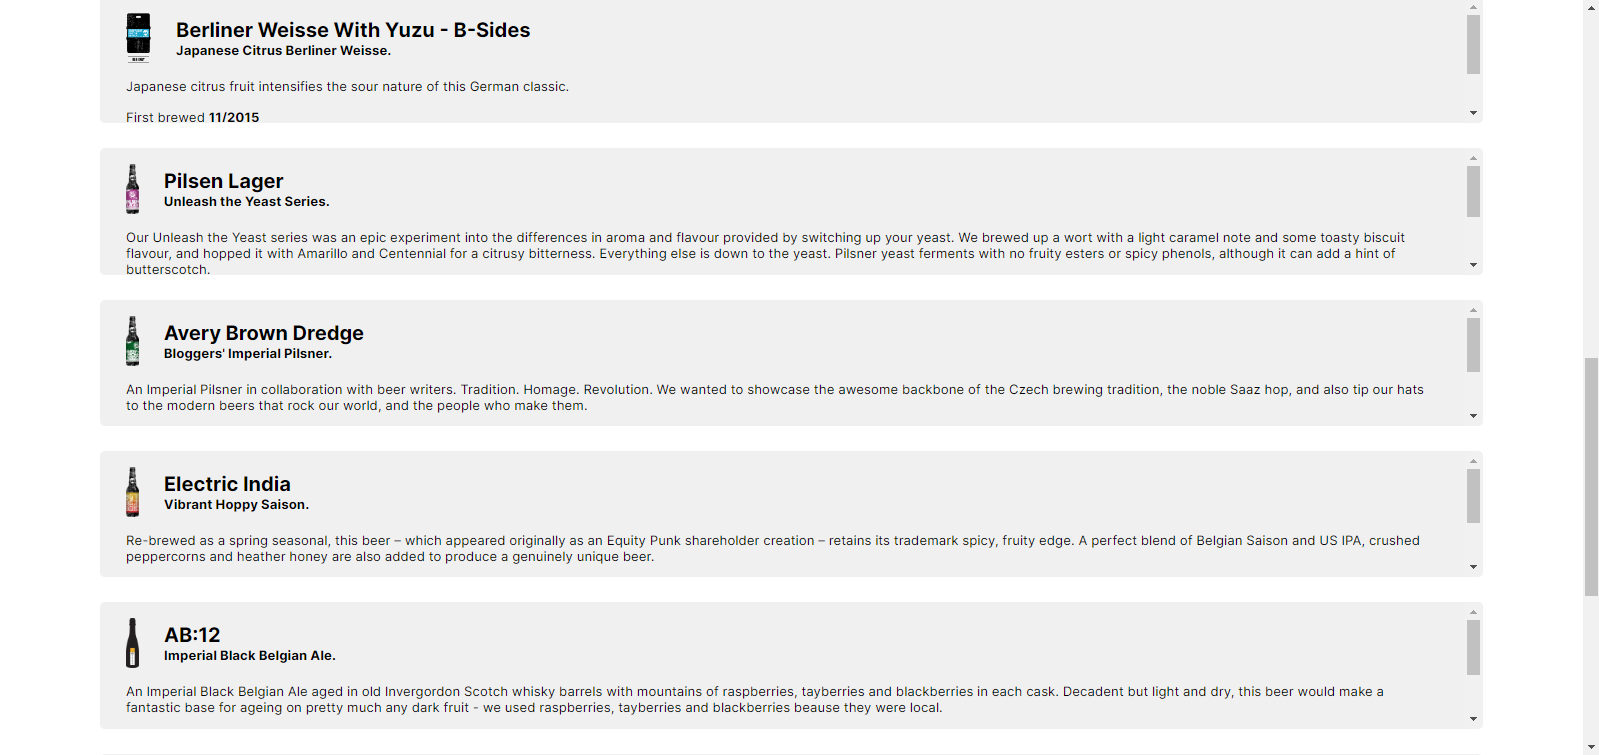 Berliner Weisse With Yuzu - B-Sides
Japanese Citrus Berliner Weisse.
Japanese citrus fruit intensifies the sour nature of this German classic.
First brewed 11/2015
Pilsen Lager
Unleash the Yeast Series.
Our Unleash the Yeast series was an epic experiment into the differences in aroma and flavour provided by switching up your yeast. We brewed up a wort with a light caramel note and some toasty biscuit
flavour, and hopped it with Amarillo and Centennial for a citrusy bitterness. Everything else is down to the yeast. Pilsner yeast ferments with no fruity esters or spicy phenols, although it can add a hint of
butterscotch.
Avery Brown Dredge
Bloggers' Imperial Pilsner.
An Imperial Pilsner in collaboration with beer writers. Tradition. Homage. Revolution. We wanted to showcase the awesome backbone of the Czech brewing tradition, the noble Saaz hop, and also tip our hats
to the modern beers that rock our world, and the people who make them.
Electric India
Vibrant Hoppy Saison.
Re-brewed as a spring seasonal, this beer – which appeared originally as an Equity Punk shareholder creation – retains its trademark spicy, fruity edge. A perfect blend of Belgian Saison and US IPA, crushed
peppercorns and heather honey are also added to produce a genuinely unique beer.
AB:12
Imperial Black Belgian Ale.
An Imperial Black Belgian Ale aged in old Invergordon Scotch whisky barrels with mountains of raspberries, tayberries and blackberries in each cask. Decadent but light and dry, this beer would make a
fantastic base for ageing on pretty much any dark fruit - we used raspberries, tayberries and blackberries beause they were local.